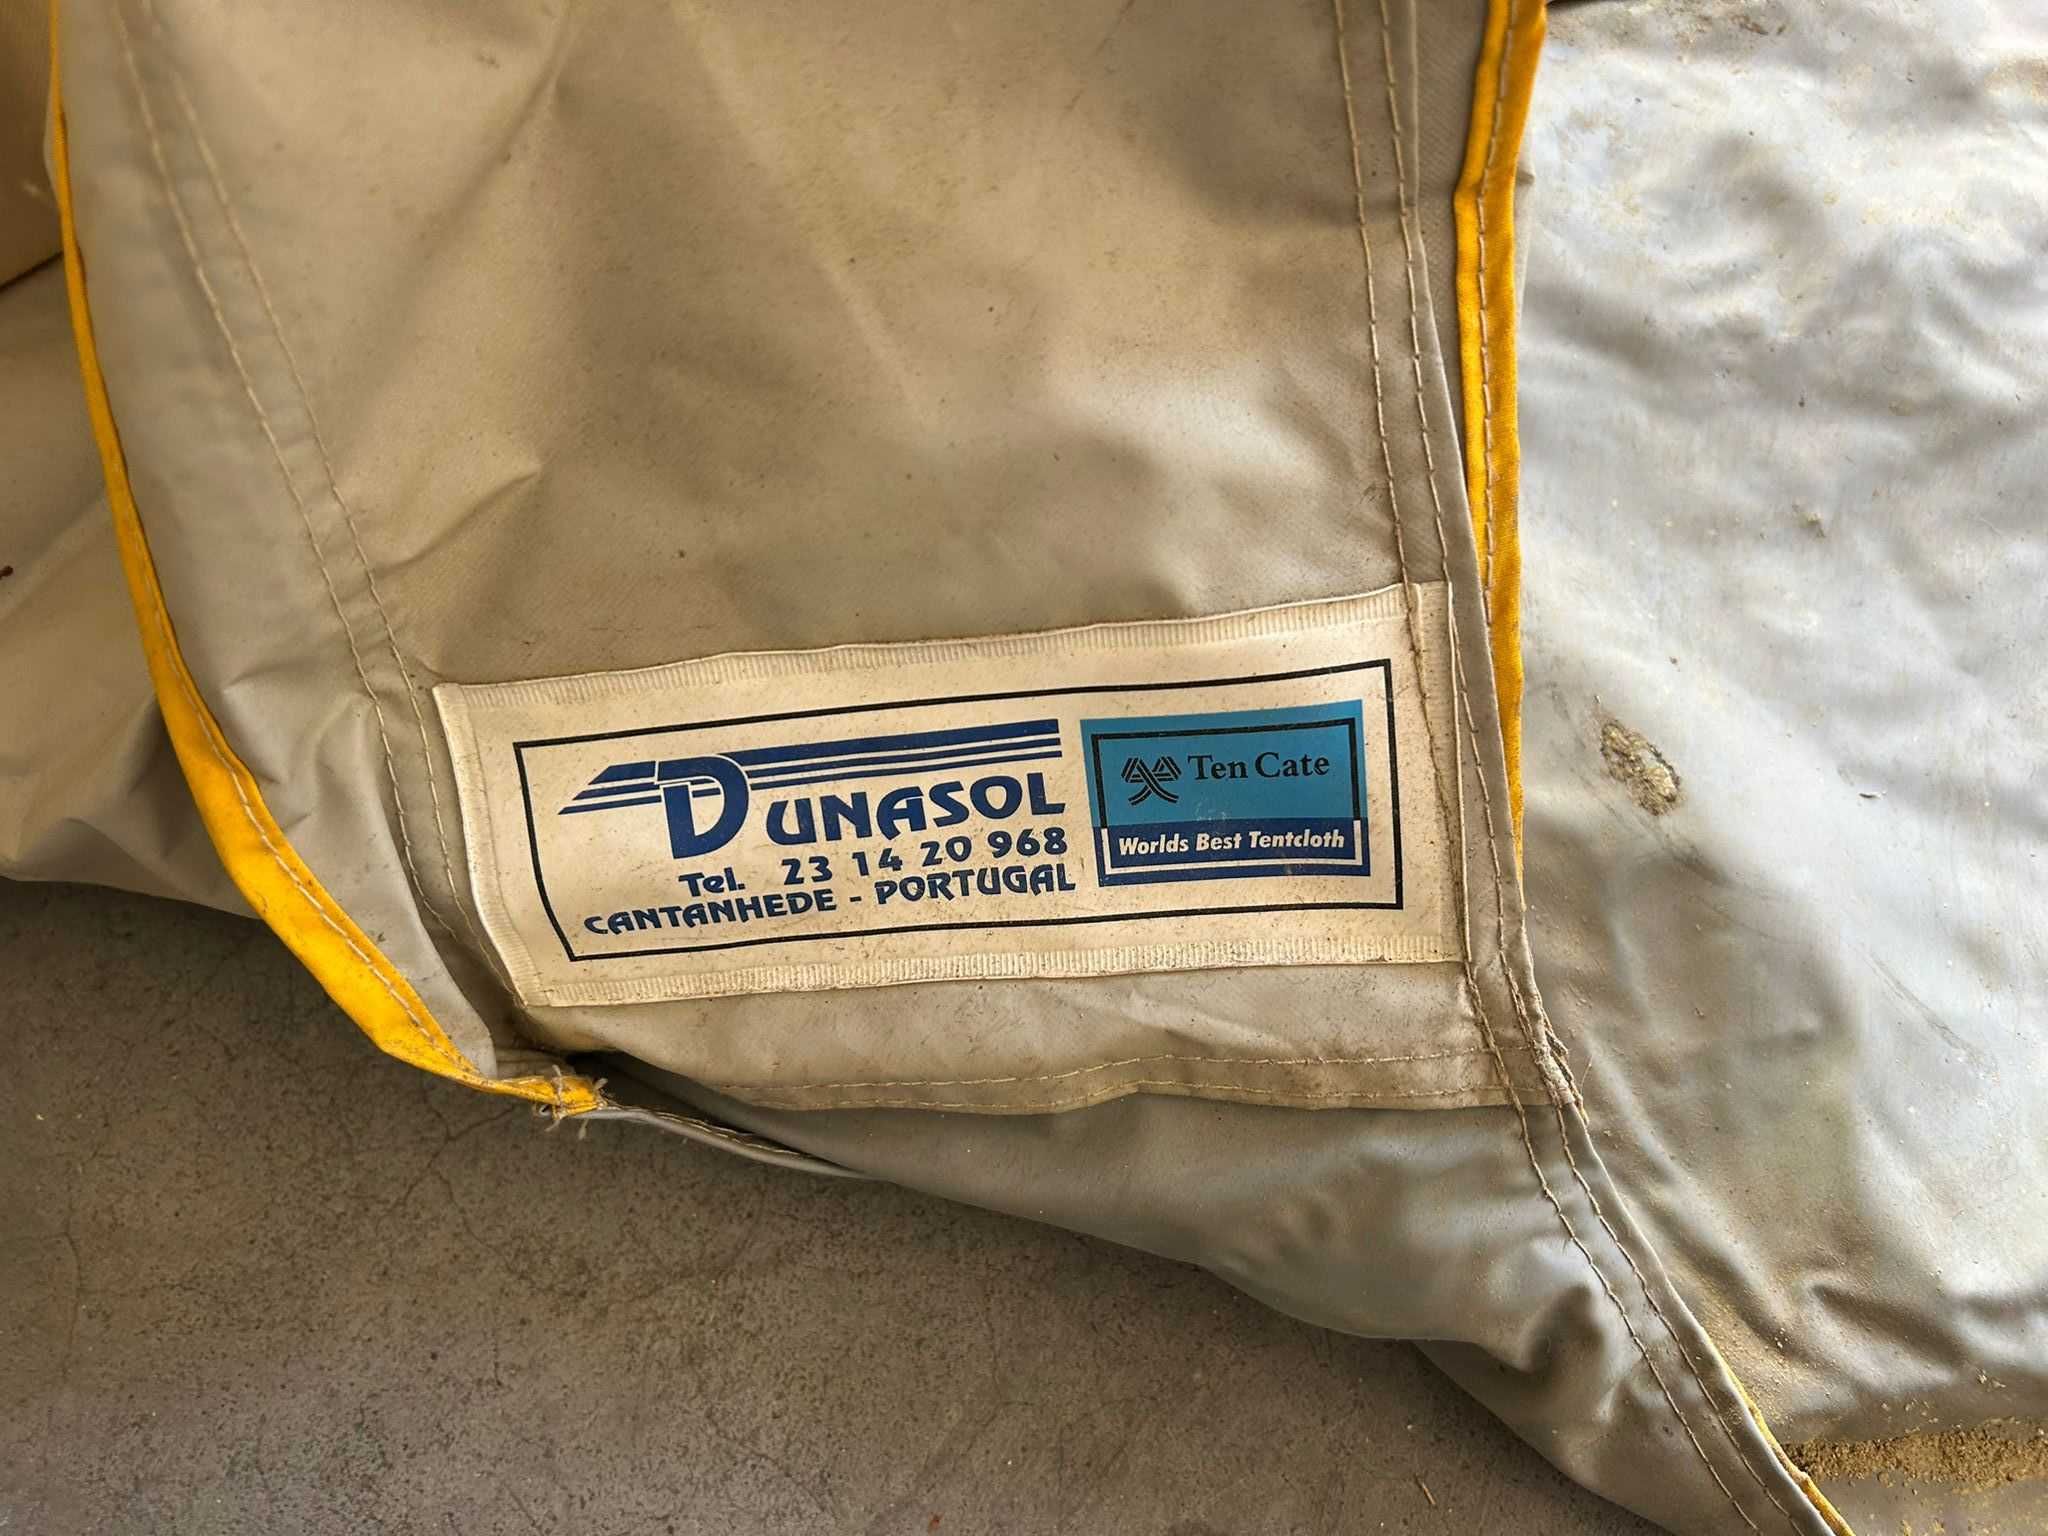 DUNASOL
Tel. 23 14 20 968
CANTANHEDE - PORTUGAL
Ten Cate
Worlds Best Tentcloth